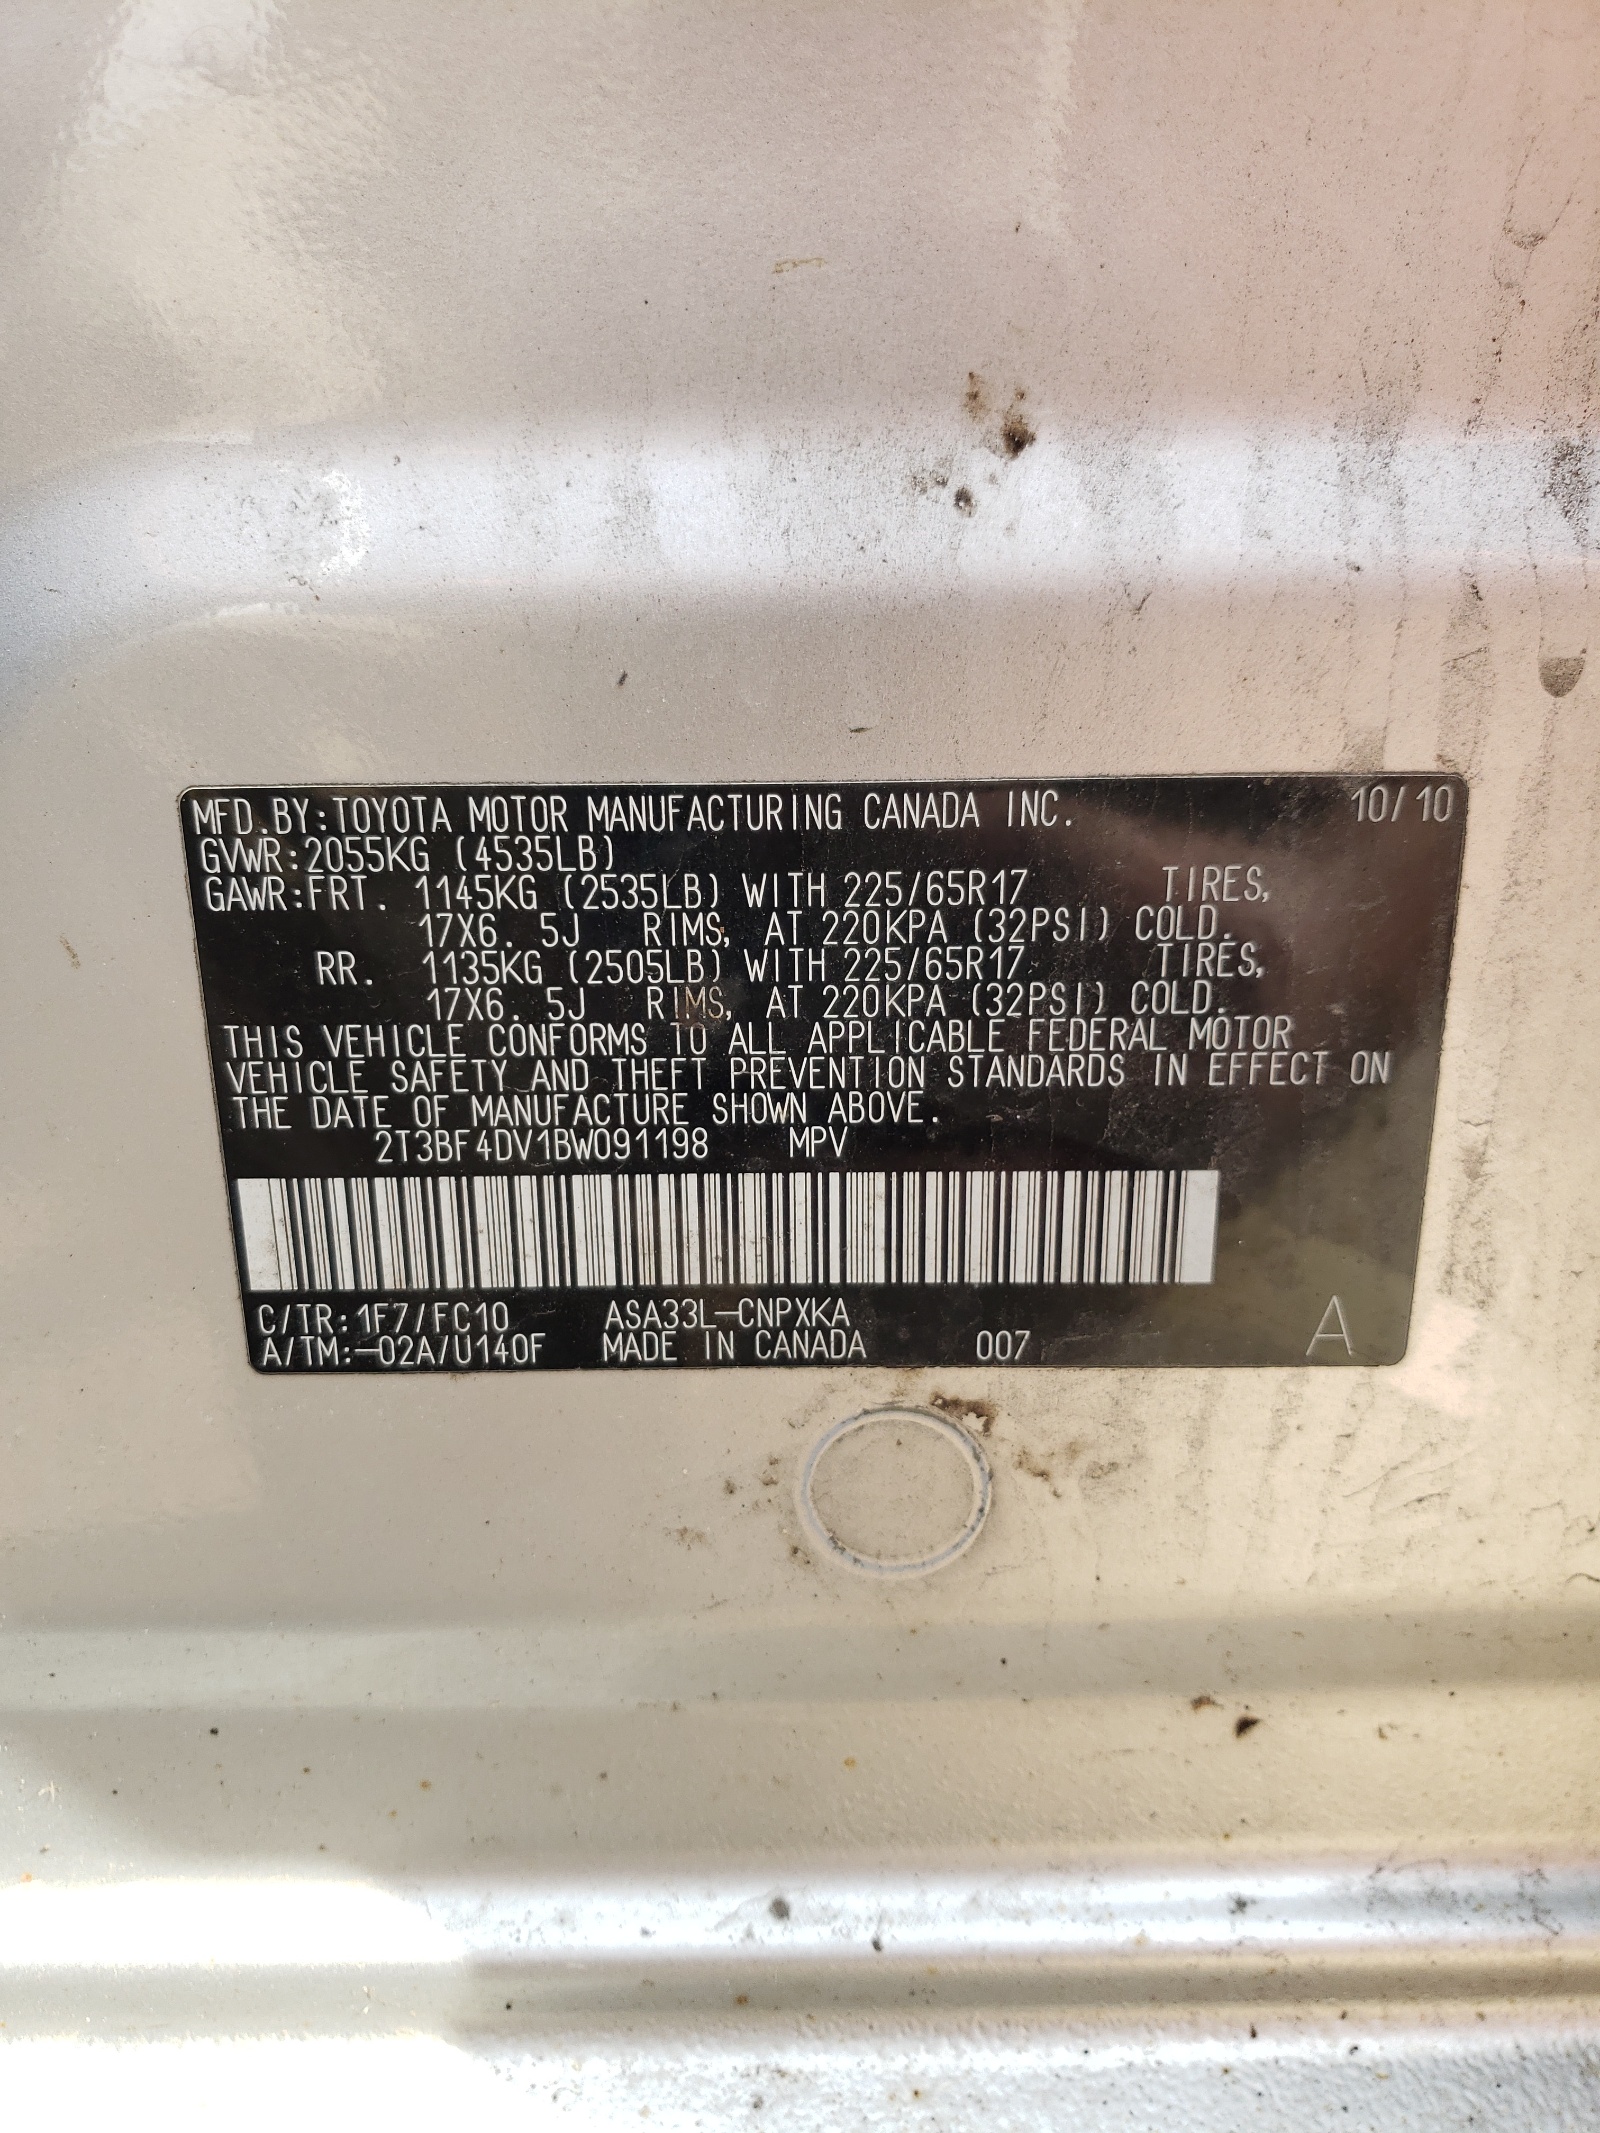 MFD.BY:TOYOTA MOTOR MANUFACTURING CANADA INC. 10/10
GVWR:2055KG (4535LB)
GAWR:FRT. 1145KG (2535LB) WITH 225/65R17 TIRES,
17X6. 5J RIMS, AT 220KPA (32PSI) COLD.
RR. 1135KG (2505LB) WITH 225/65R17 TIRES,
17X6. 5J RIMS, AT 220KPA (32PSI) COLD.
THIS VEHICLE CONFORMS TO ALL APPLICABLE FEDERAL MOTOR
VEHICLE SAFETY AND THEFT PREVENTION STANDARDS IN EFFECT ON
THE DATE OF MANUFACTURE SHOWN ABOVE.
2T3BF4DV1BW091198 MPV
C/TR:1F7/FC10 ASA33L-CNPXKA
A/TM:-02A/U140F MADE IN CANADA 007 A